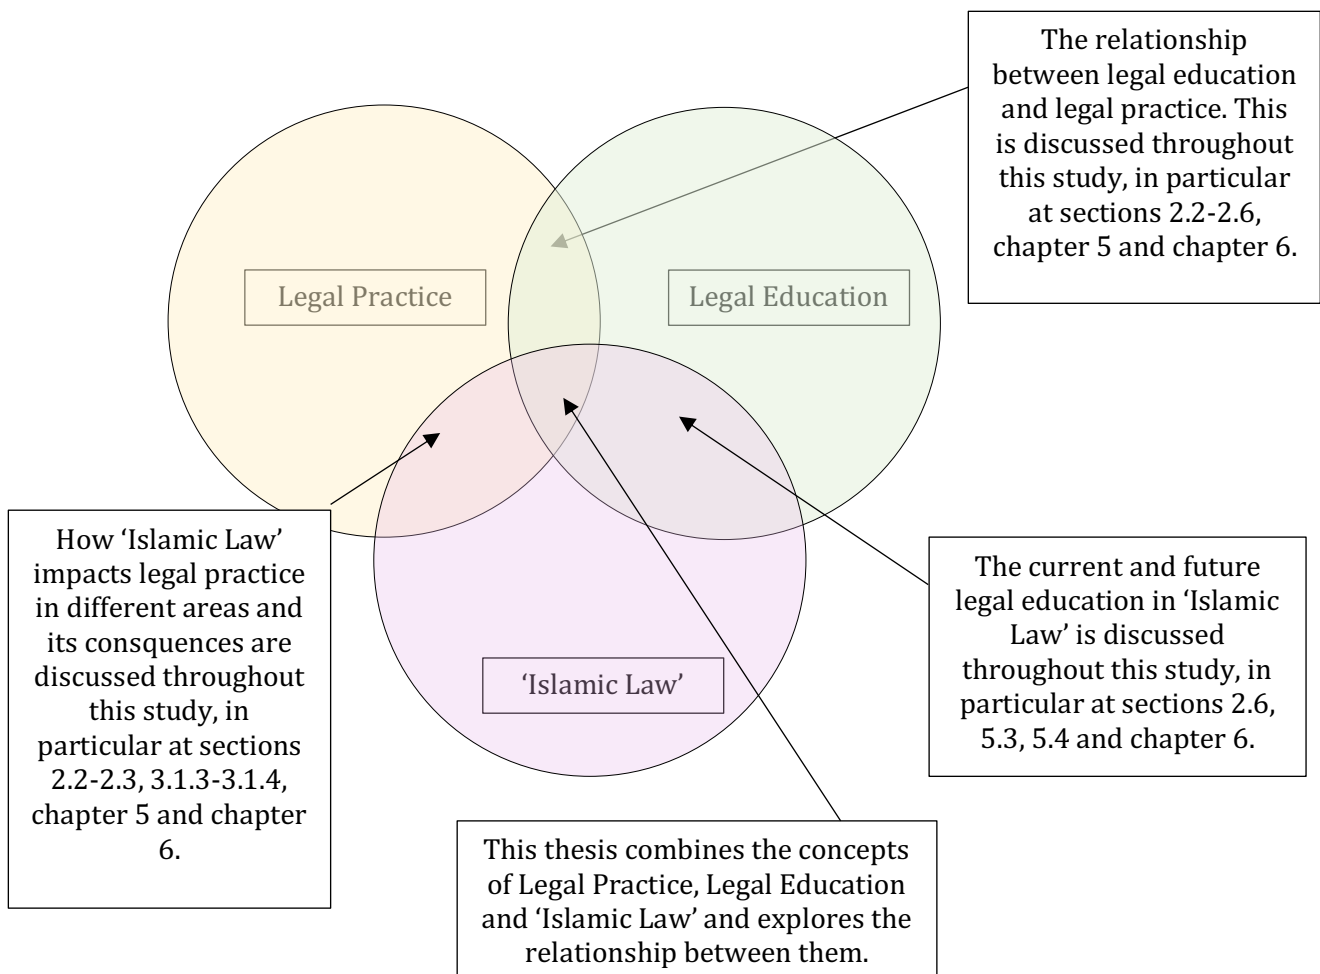 The relationship
between legal education
and legal practice. This
is discussed throughout
this study, in particular
at sections 2.2-2.6,
chapter 5 and chapter 6.
Legal Practice
Legal Education
How ‘Islamic Law’
impacts legal practice
in different areas and
its consquences are
discussed throughout
this study, in
particular at sections
2.2-2.3, 3.1.3-3.1.4,
chapter 5 and chapter
6.
‘Islamic Law’
The current and future
legal education in ‘Islamic
Law’ is discussed
throughout this study, in
particular at sections 2.6,
5.3, 5.4 and chapter 6.
This thesis combines the concepts
of Legal Practice, Legal Education
and ‘Islamic Law’ and explores the
relationship between them.